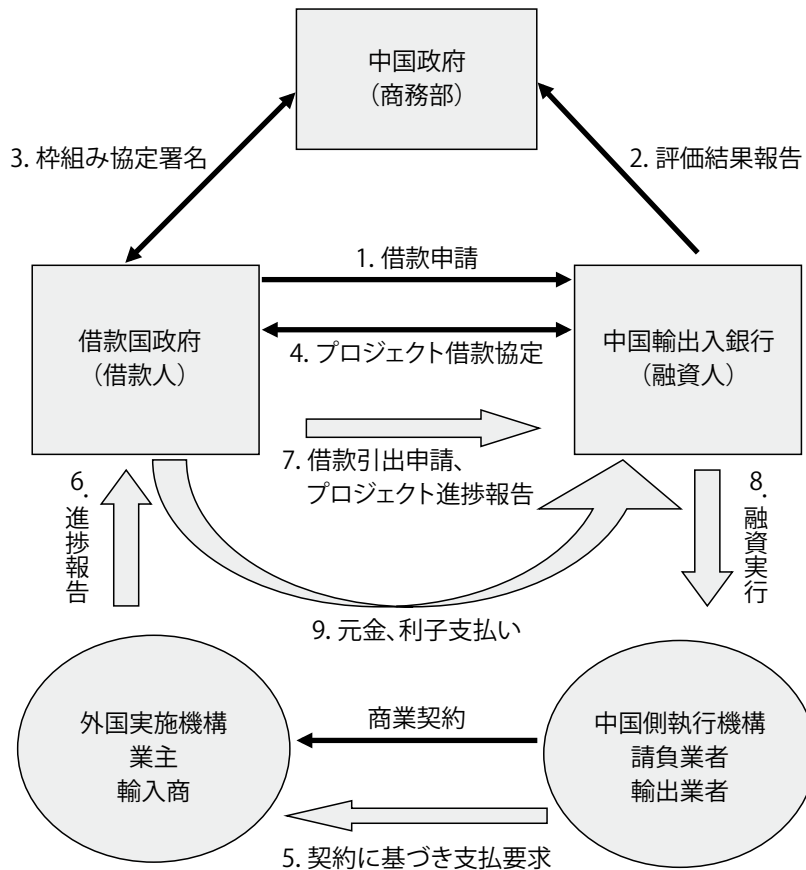 中国政府
（商務部）
3. 枠組み協定署名
2. 評価結果報告
1. 借款申請
借款国政府
（借款人）
中国輸出入銀行
（融資人）
4. プロジェクト借款協定
7. 借款引出申請、
プロジェクト進捗報告
6. 進捗報告
8. 融資実行
9. 元金、利子支払い
外国実施機構
業主
輸入商
商業契約
中国側執行機構
請負業者
輸出業者
5. 契約に基づき支払要求